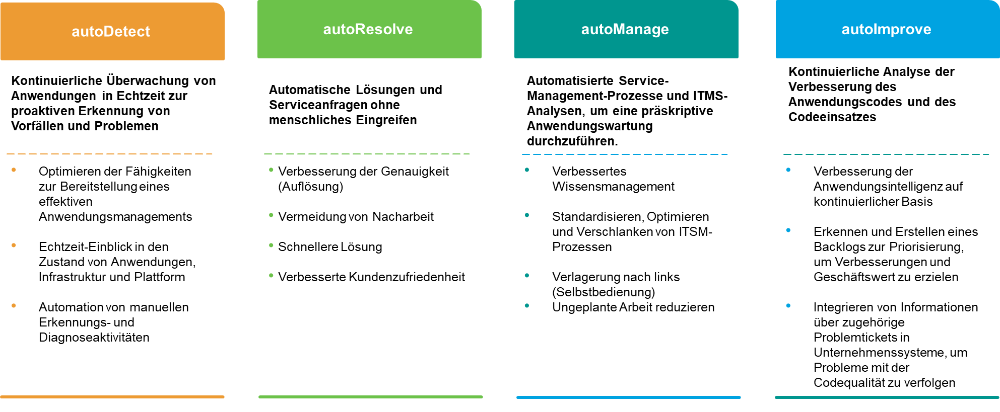 autoDetect
Kontinuierliche Überwachung von
Anwendungen in Echtzeit zur
proaktiven Erkennung von
Vorfällen und Problemen
• Optimieren der Fähigkeiten
zur Bereitstellung eines
effektiven
Anwendungsmanagements
• Echtzeit-Einblick in den
Zustand von Anwendungen,
Infrastruktur und Plattform
• Automation von manuellen
Erkennungs- und
Diagnoseaktivitäten
autoResolve
Automatische Lösungen und
Serviceanfragen ohne
menschliches Eingreifen
• Verbesserung der Genauigkeit
(Auflösung)
• Vermeidung von Nacharbeit
• Schnellere Lösung
• Verbesserte Kundenzufriedenheit
autoManage
Automatisierte Service-
Management-Prozesse und ITMS-
Analysen, um eine präskriptive
Anwendungswartung
durchzuführen.
• Verbessertes
Wissensmanagement
• Standardisieren, Optimieren
und Verschlanken von ITSM-
Prozessen
• Verlagerung nach links
(Selbstbedienung)
• Ungeplante Arbeit reduzieren
autoImprove
Kontinuierliche Analyse der
Verbesserung des
Anwendungscodes und des
Codeeinsatzes
• Verbesserung der
Anwendungsintelligenz auf
kontinuierlicher Basis
• Erkennen und Erstellen eines
Backlogs zur Priorisierung,
um Verbesserungen und
Geschäftswert zu erzielen
• Integrieren von Informationen
über zugehörige
Problemtickets in
Unternehmenssysteme, um
Probleme mit der
Codequalität zu verfolgen